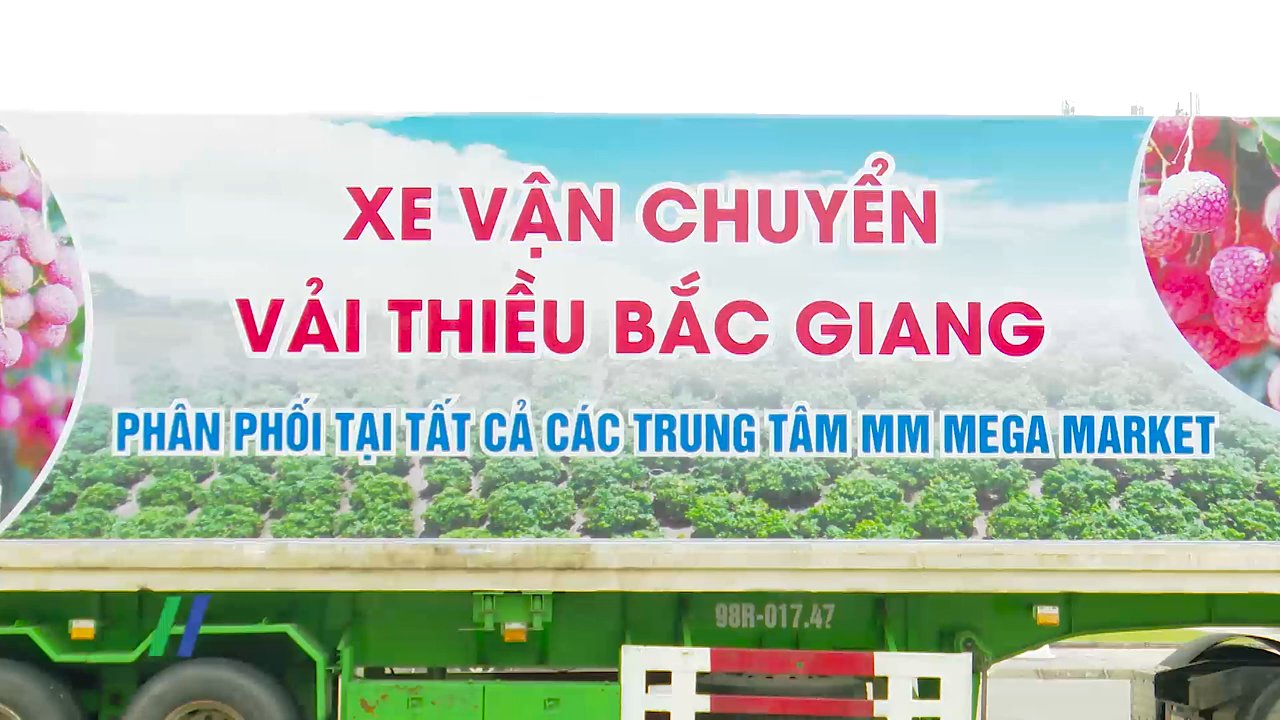 XE VẬN CHUYỂN
VẢI THIỀU BẮC GIANG
PHÂN PHỐI TẠI TẤT CẢ CÁC TRUNG TÂM MM MEGA MARKET
98R-017.47